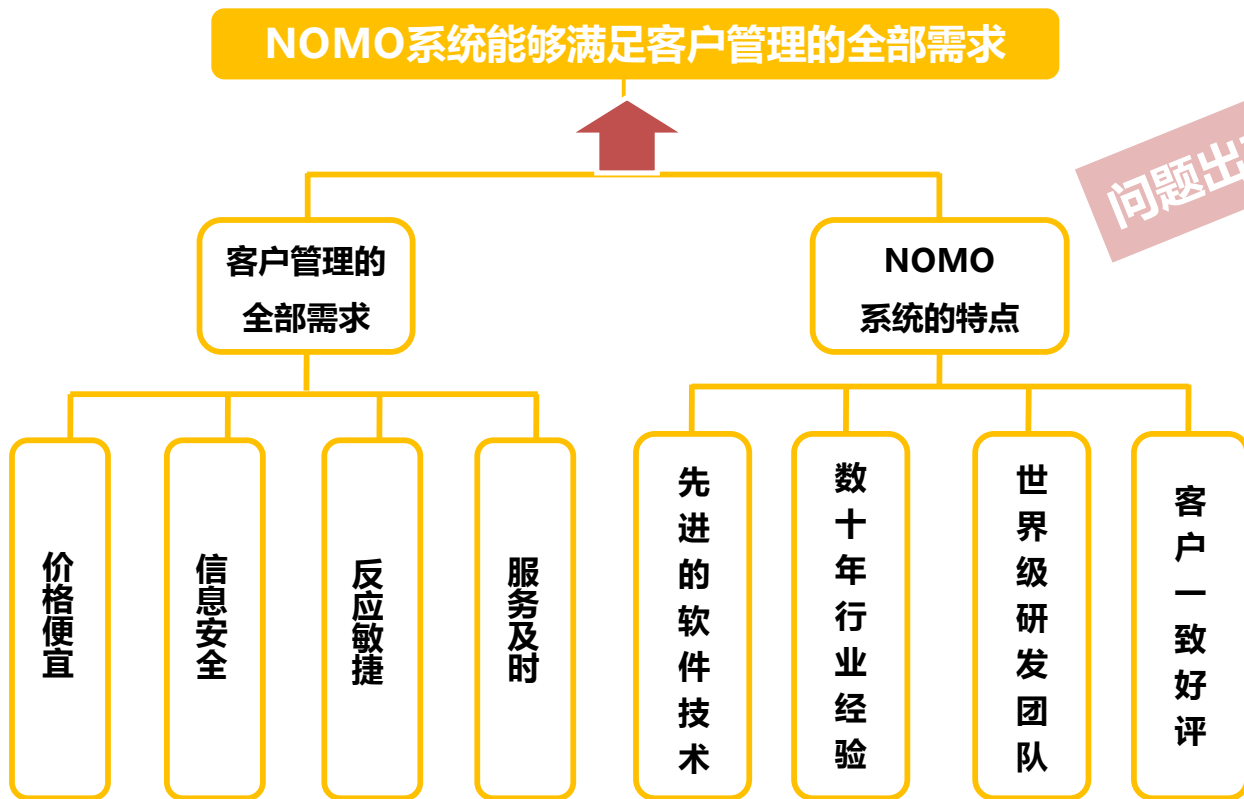 NOMO系统能够满足客户管理的全部需求
问题出
客户管理的
全部需求
NOMO
系统的特点
价格便宜
信息安全
反应敏捷
服务及时
先进的软件技术
数十年行业经验
世界级研发团队
客户一致好评